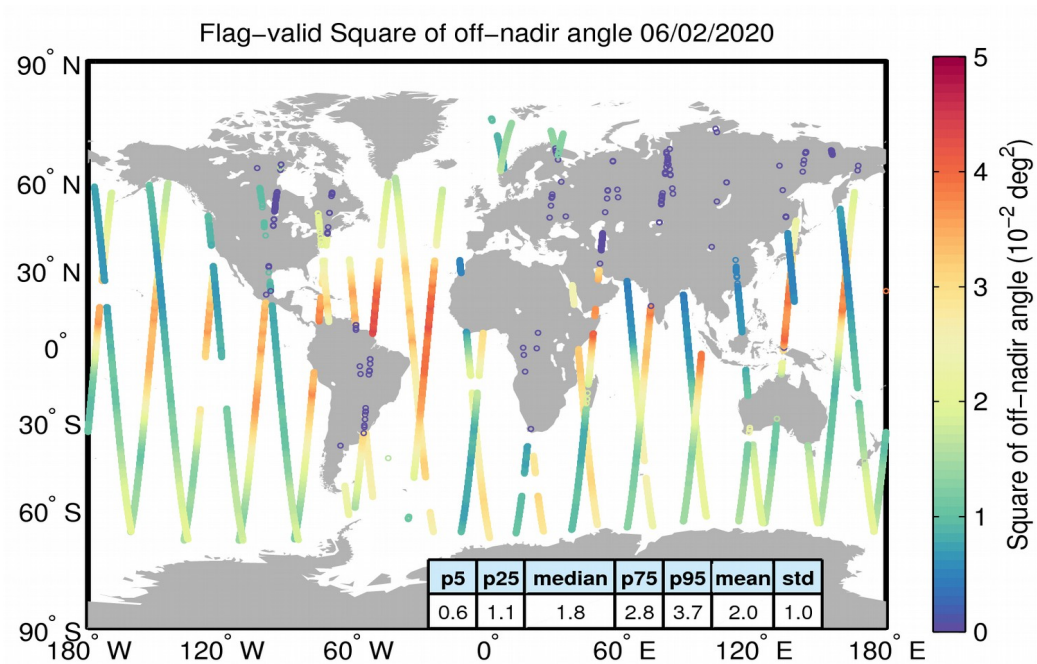 Flag−valid Square of off−nadir angle 06/02/2020
90° N
60° N
30° N
0°
30° S
60° S
90° S
180° W
120° W
60° W
0°
60° E
120° E
180° E
p5 p25 median p75 p95 mean std
0.6 1.1 1.8 2.8 3.7 2.0 1.0
5
4
3
2
1
0
Square of off−nadir angle (10⁻² deg²)